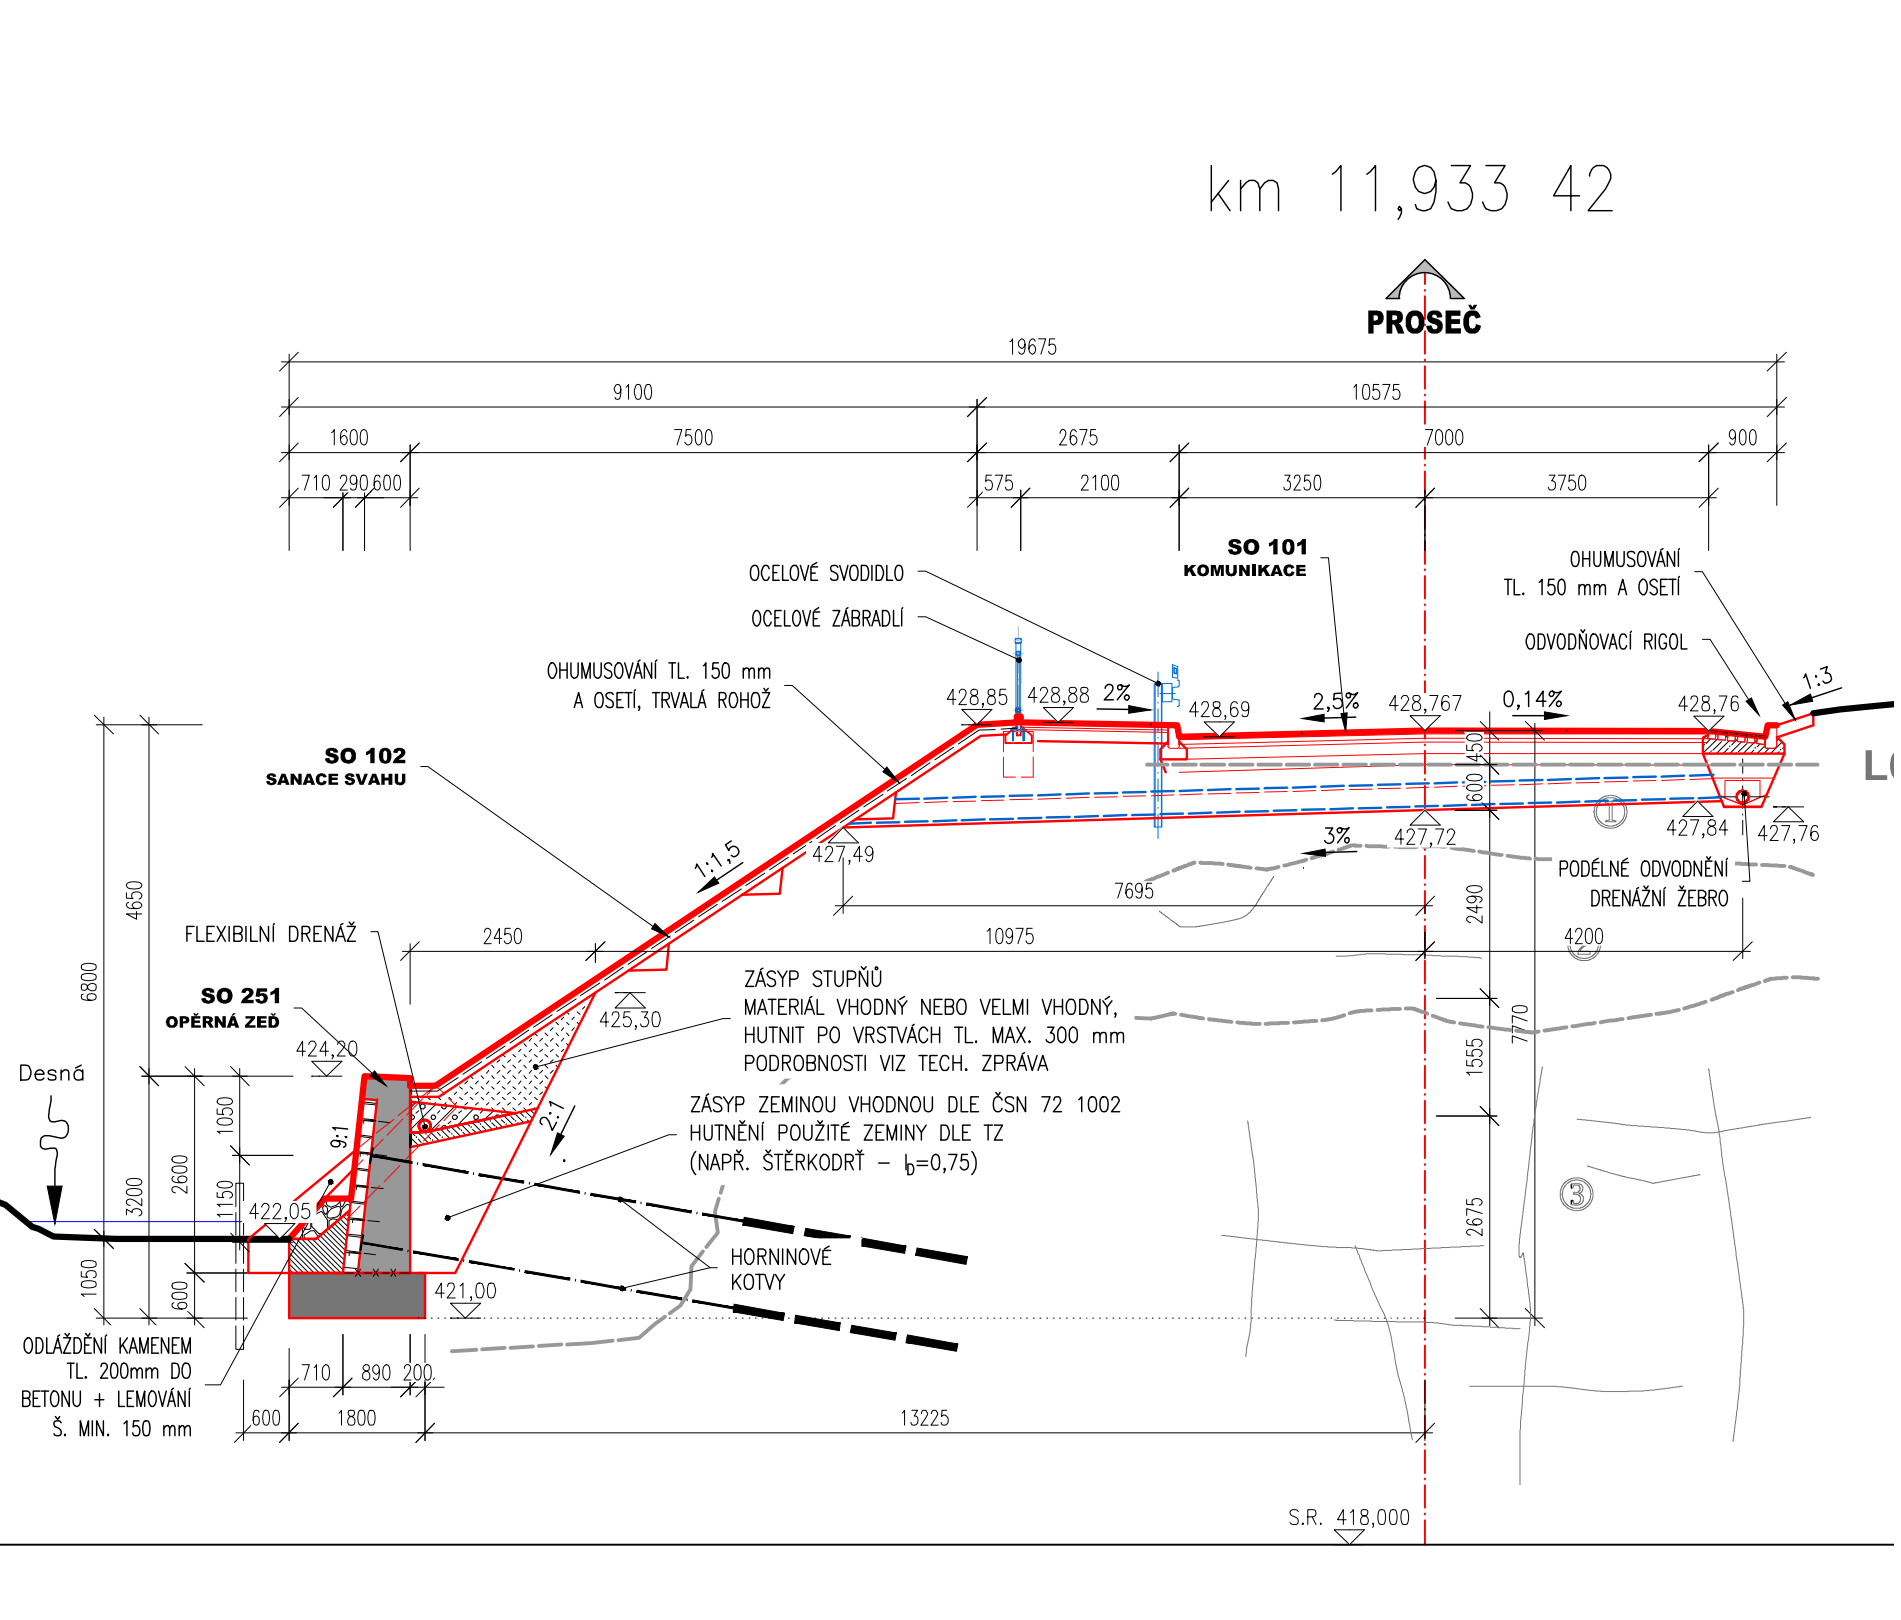 km 11,933 42
PROSEČ
19675
9100
10575
1600
7500
2675
7000
900
710
290
600
575
2100
3250
3750
SO 101
KOMUNIKACE
OCELOVÉ SVODIDLO
OCELOVÉ ZÁBRADLÍ
OHUMUSOVÁNÍ
TL. 150 mm A OSETÍ
ODVODŇOVACÍ RIGOL
1:3
OHUMUSOVÁNÍ TL. 150 mm
A OSETÍ, TRVALÁ ROHOŽ
428,85
428,88
2%
428,69
2,5%
428,767
0,14%
428,76
SO 102
SANACE SVAHU
450
600
1
427,49
427,72
427,84
427,76
3%
1:1,5
PODÉLNÉ ODVODNĚNÍ
DRENÁŽNÍ ŽEBRO
7695
4650
2490
FLEXIBILNÍ DRENÁŽ
2450
10975
4200
2
6800
SO 251
OPĚRNÁ ZEĎ
425,30
ZÁSYP STUPŇŮ
MATERIÁL VHODNÝ NEBO VELMI VHODNÝ,
HUTNIT PO VRSTVÁCH TL. MAX. 300 mm
PODROBNOSTI VIZ TECH. ZPRÁVA
7770
1555
424,20
Desná
1050
9:1
2:1
ZÁSYP ZEMINOU VHODNOU DLE ČSN 72 1002
HUTNĚNÍ POUŽITÉ ZEMINY DLE TZ
(NAPŘ. ŠTĚRKODRŤ – ID=0,75)
3200
2600
1150
422,05
3
2675
HORNINOVÉ
KOTVY
1050
600
421,00
ODLÁŽDĚNÍ KAMENEM
TL. 200mm DO
BETONU + LEMOVÁNÍ
Š. MIN. 150 mm
710
890
200
600
1800
13225
S.R. 418,000